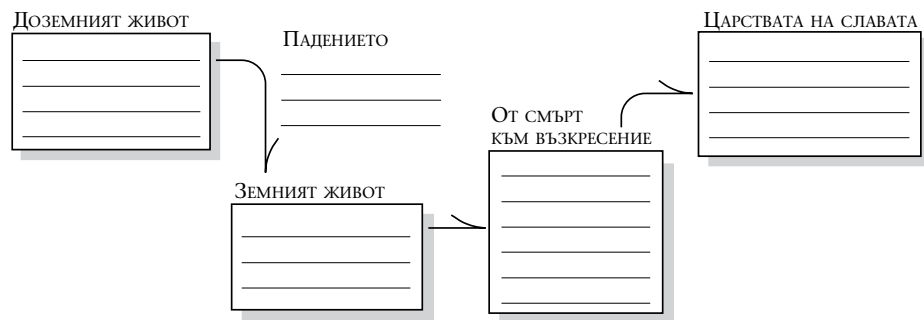 Доземният живот
Падението
Земният живот
От смърт
към възкресение
Царствата на славата